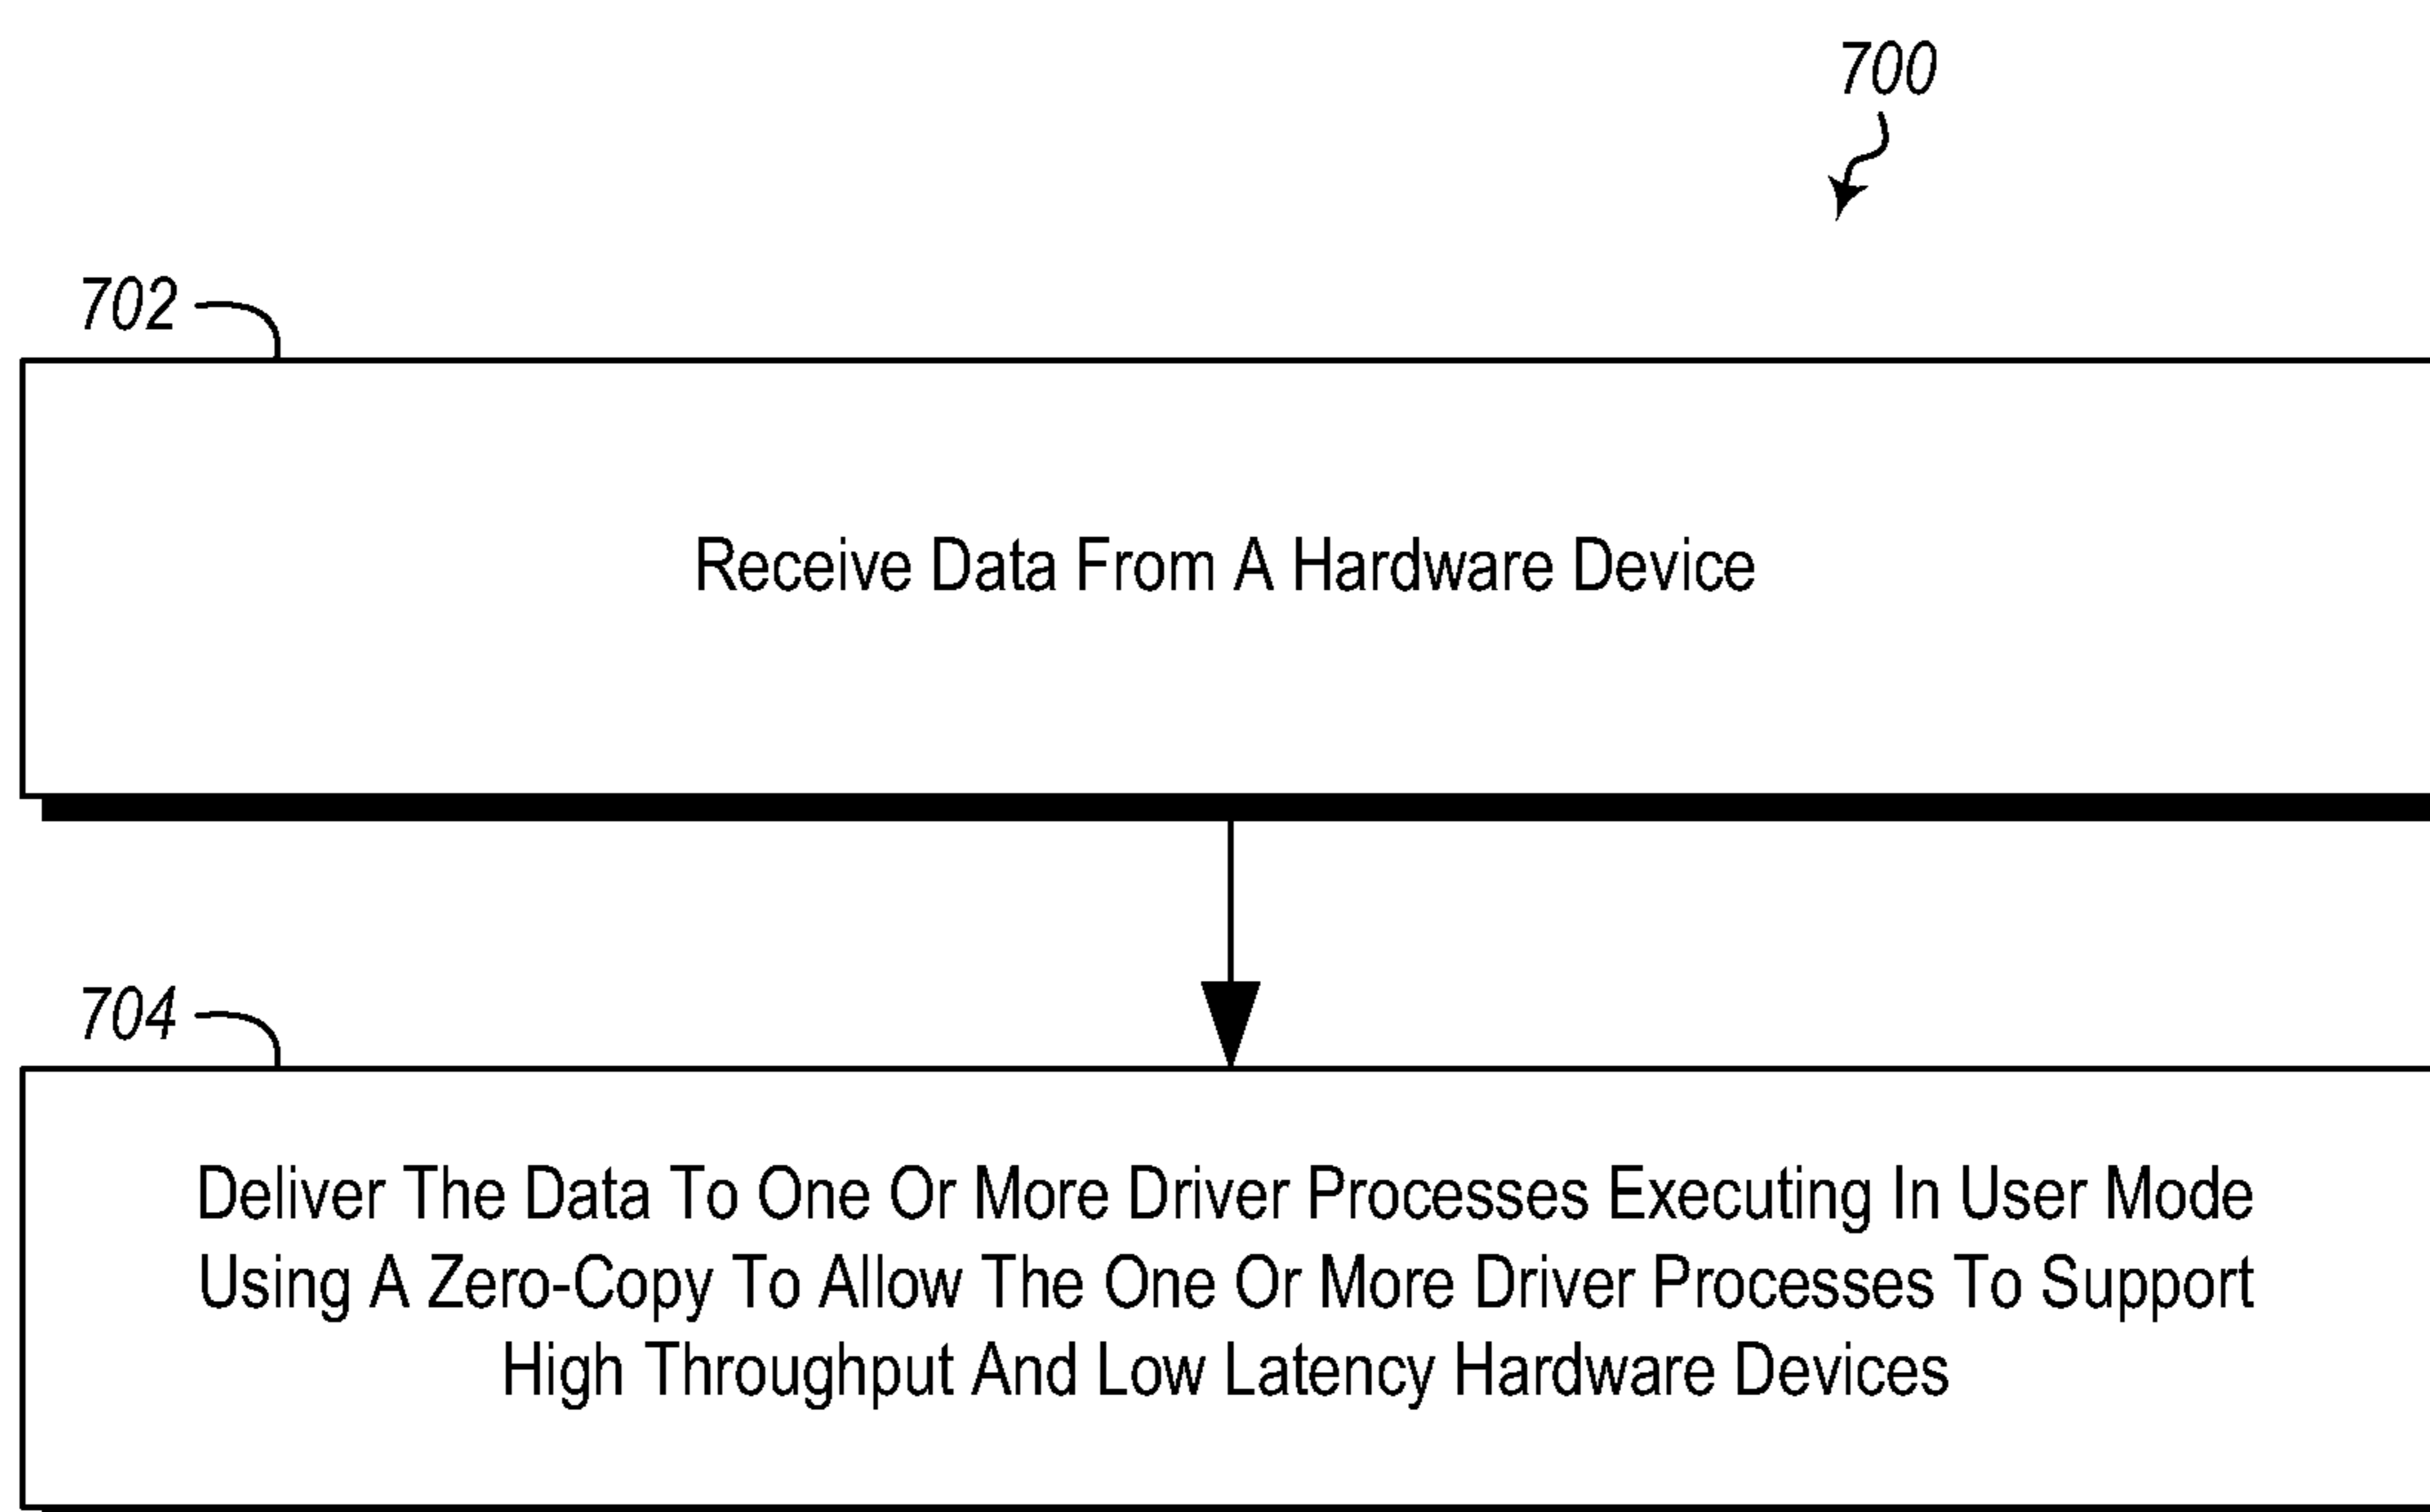 700
702
Receive Data From A Hardware Device
704
Deliver The Data To One Or More Driver Processes Executing In User Mode
Using A Zero-Copy To Allow The One Or More Driver Processes To Support
High Throughput And Low Latency Hardware Devices